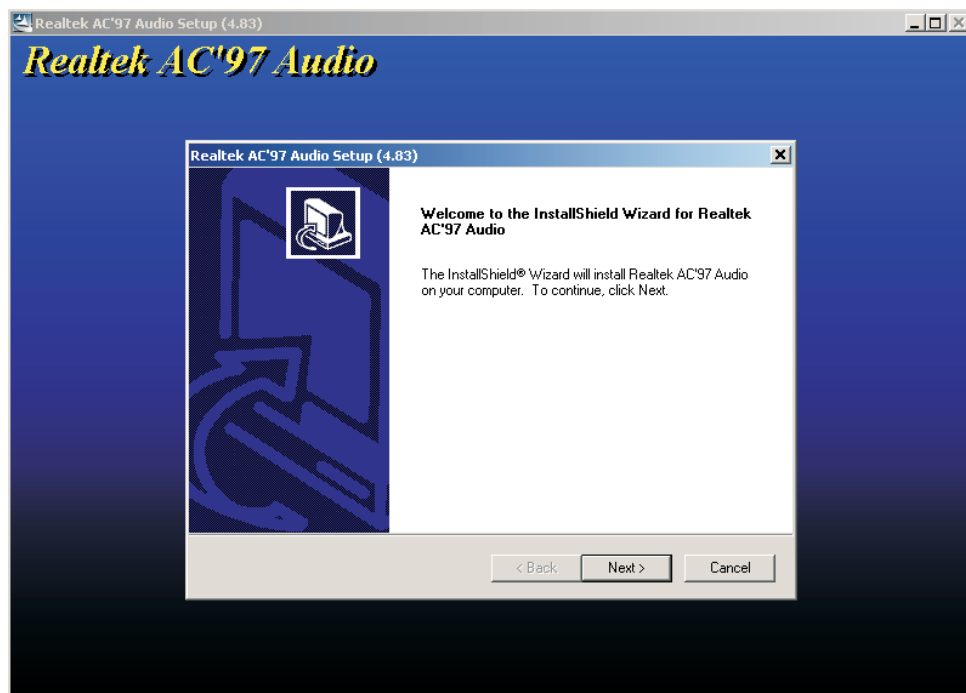 Realtek AC'97 Audio Setup (4.83)
Realtek AC'97 Audio
Realtek AC'97 Audio Setup (4.83)
Welcome to the InstallShield Wizard for Realtek
AC'97 Audio
The InstallShield® Wizard will install Realtek AC'97 Audio
on your computer.  To continue, click Next.
< Back
Next >
Cancel